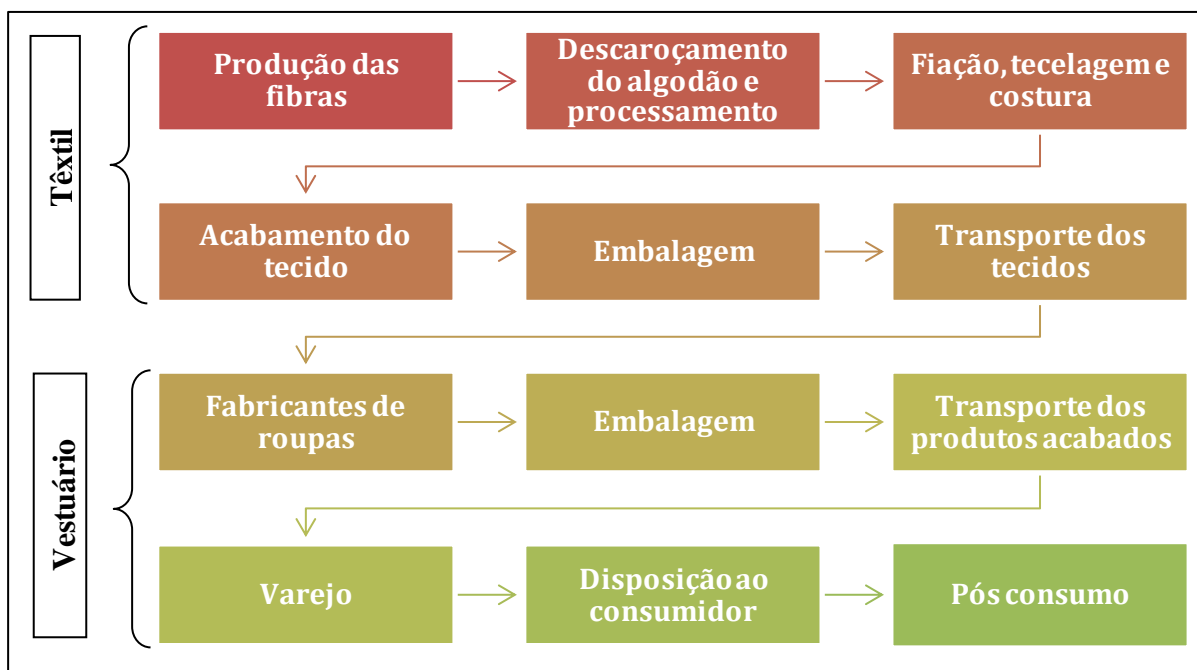 Têxtil
Produção das
fibras
Descaroçamento
do algodão e
processamento
Fiação, tecelagem e
costura
Acabamento do
tecido
Embalagem
Transporte dos
tecidos
Vestuário
Fabricantes de
roupas
Embalagem
Transporte dos
produtos acabados
Varejo
Disposição ao
consumidor
Pós consumo